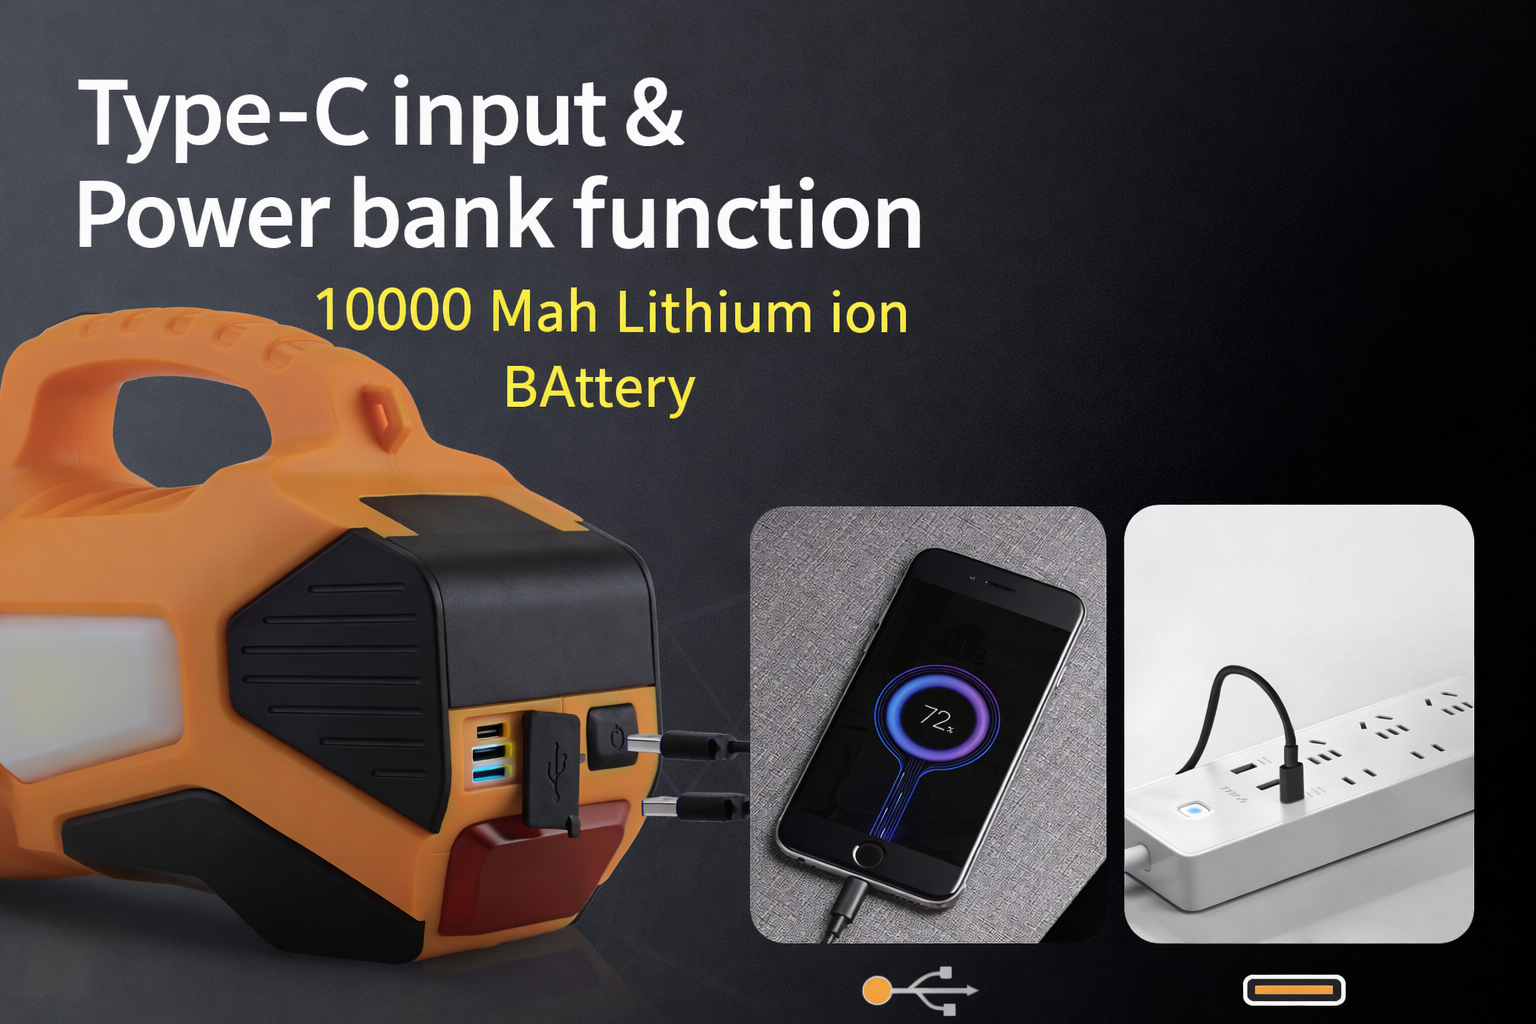 Type-C input &
Power bank function
10000 Mah Lithium ion
BAttery
72%